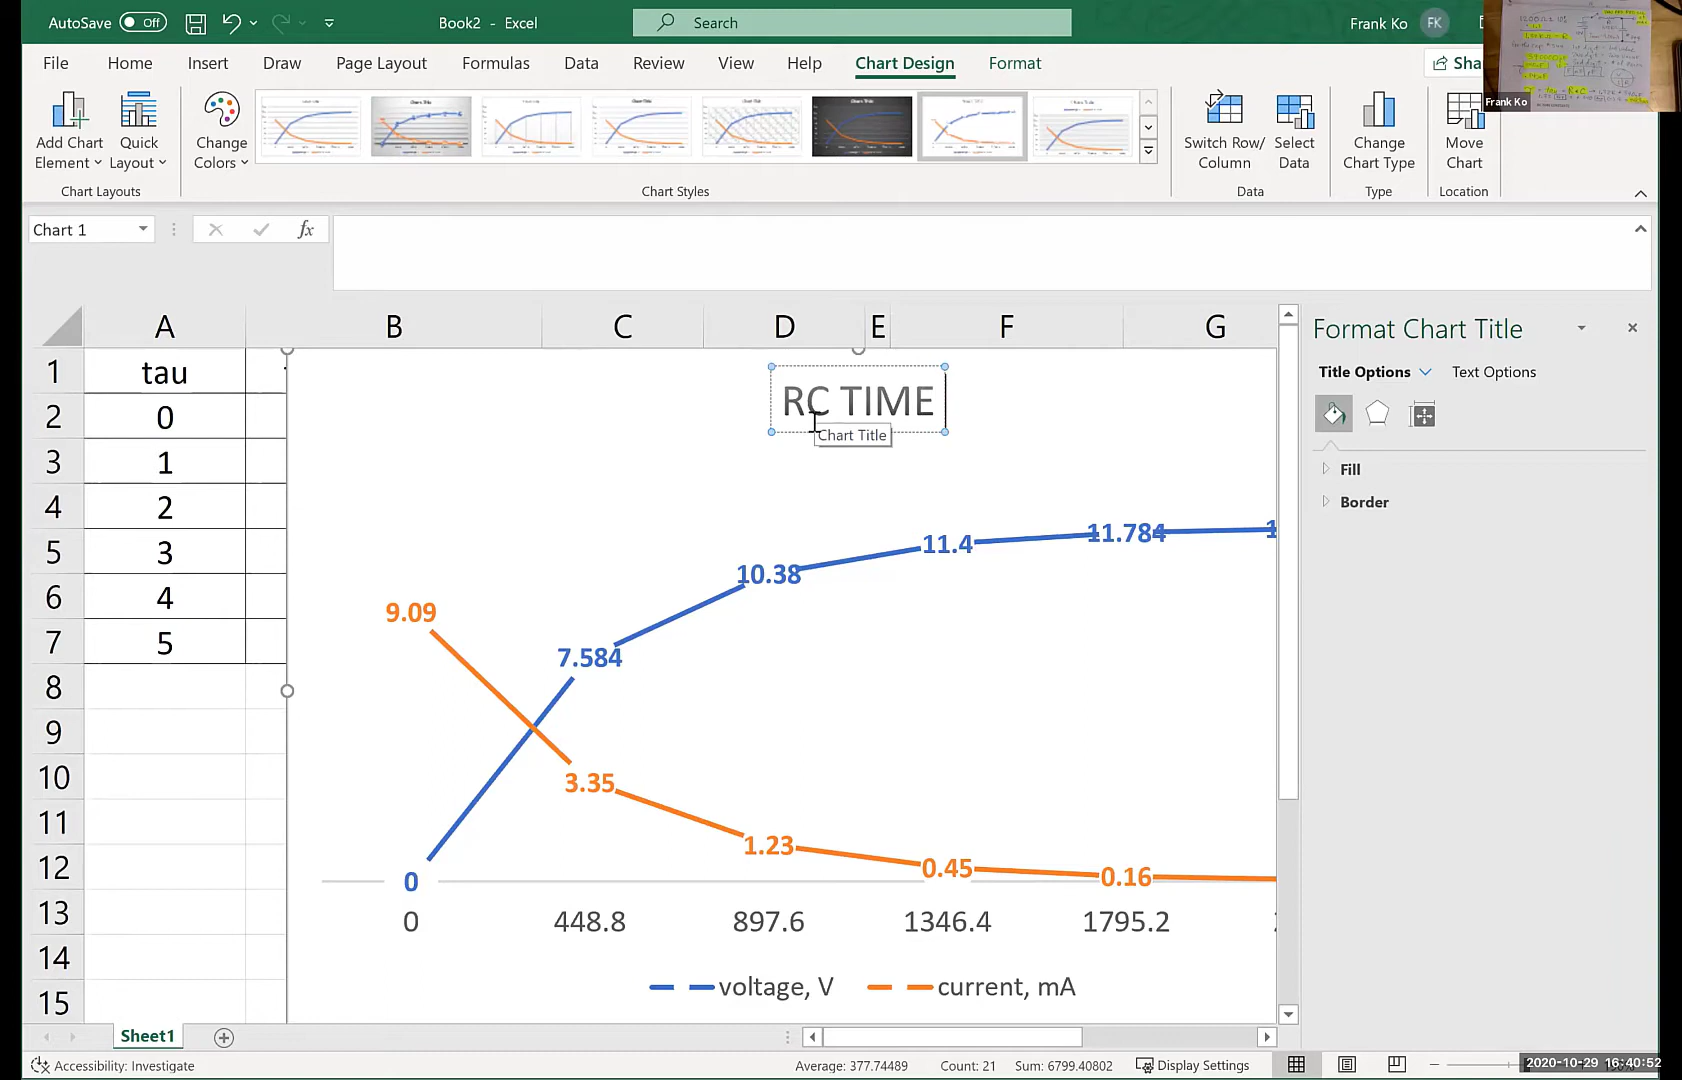 AutoSave Off
Book2 - Excel
Search
Frank Ko FK
File Home Insert Draw Page Layout Formulas Data Review View Help Chart Design Format
Sha
Frank Ko
Add Chart Element
Quick Layout
Change Colors
Switch Row/ Column
Select Data
Change Chart Type
Move Chart
Chart Layouts
Chart Styles
Data
Type
Location
Chart 1
fx
A B C D E F G
1 tau
2 0
3 1
4 2
5 3
6 4
7 5
8
9
10
11
12
13
14
15
RC TIME
Chart Title
9.09
7.584
10.38
11.4
11.784
1
3.35
1.23
0.45
0.16
0
0 448.8 897.6 1346.4 1795.2
voltage, V current, mA
Format Chart Title
Title Options Text Options
Fill
Border
Sheet1
Accessibility: Investigate
Average: 377.74489 Count: 21 Sum: 6799.40802
Display Settings
2020-10-29 16:40:52